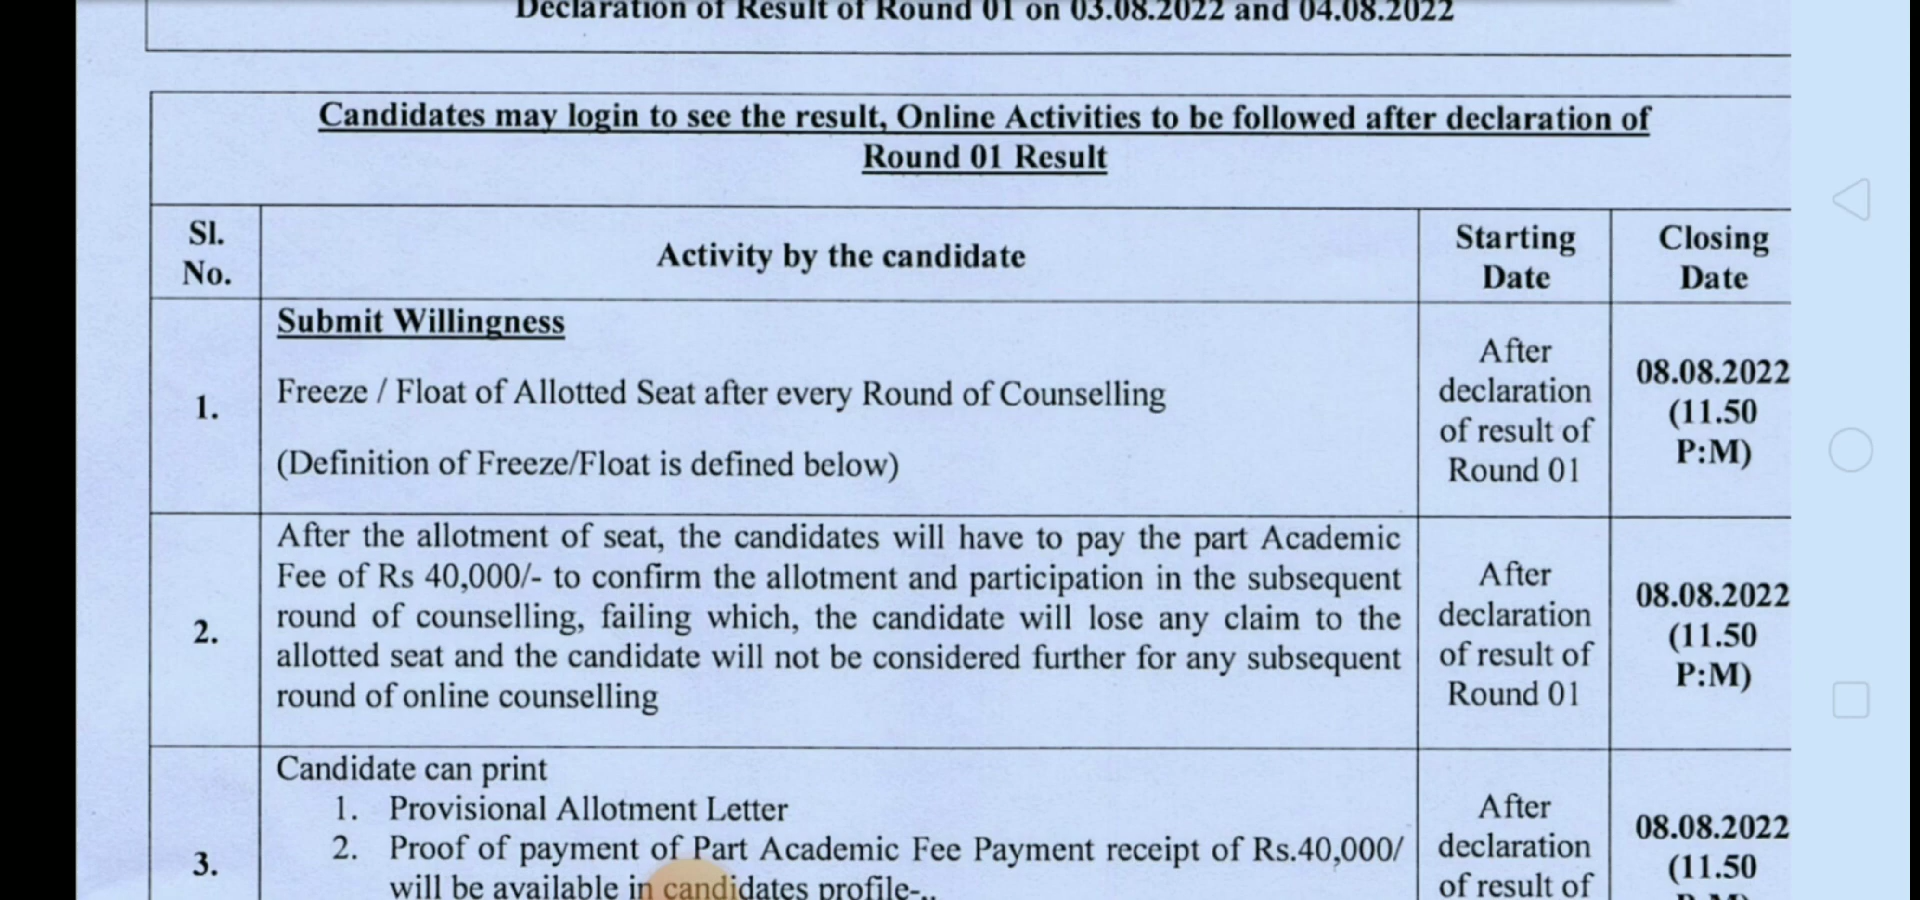 Declaration of Result of Round 01 on 03.08.2022 and 04.08.2022
Candidates may login to see the result, Online Activities to be followed after declaration of
Round 01 Result
Sl.
No.
Activity by the candidate
Starting
Date
Closing
Date
1.
Submit Willingness
Freeze / Float of Allotted Seat after every Round of Counselling
(Definition of Freeze/Float is defined below)
After
declaration
of result of
Round 01
08.08.2022
(11.50
P:M)
2.
After the allotment of seat, the candidates will have to pay the part Academic
Fee of Rs 40,000/- to confirm the allotment and participation in the subsequent
round of counselling, failing which, the candidate will lose any claim to the
allotted seat and the candidate will not be considered further for any subsequent
round of online counselling
After
declaration
of result of
Round 01
08.08.2022
(11.50
P:M)
3.
Candidate can print
1. Provisional Allotment Letter
2. Proof of payment of Part Academic Fee Payment receipt of Rs.40,000/
will be available in candidates profile-..
After
declaration
of result of
08.08.2022
(11.50
P:M)